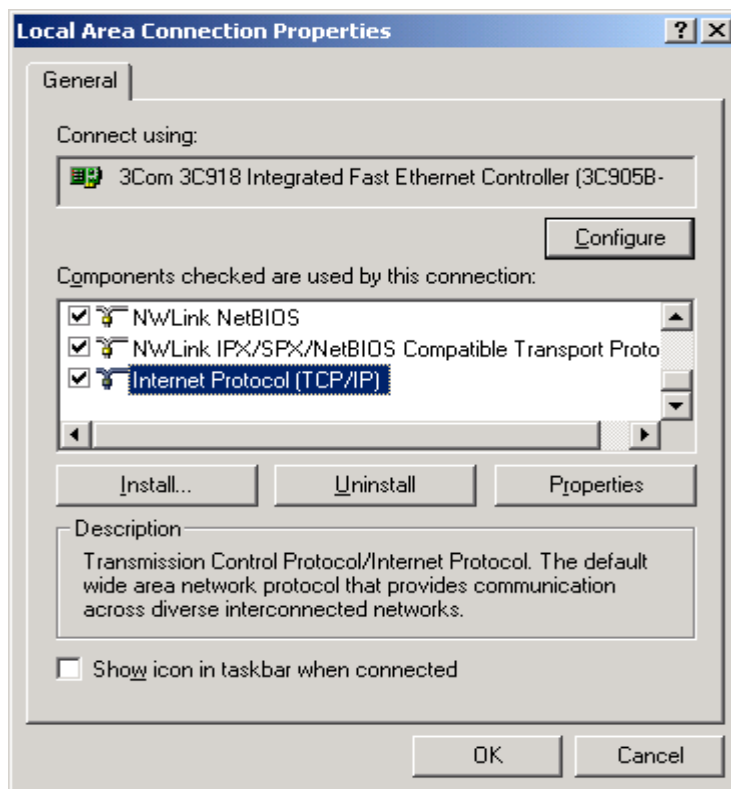 Local Area Connection Properties
General
Connect using:
3Com 3C918 Integrated Fast Ethernet Controller (3C905B-
Configure
Components checked are used by this connection:
NWLink NetBIOS
NWLink IPX/SPX/NetBIOS Compatible Transport Proto
Internet Protocol (TCP/IP)
Install... Uninstall Properties
Description
Transmission Control Protocol/Internet Protocol. The default
wide area network protocol that provides communication
across diverse interconnected networks.
Show icon in taskbar when connected
OK Cancel